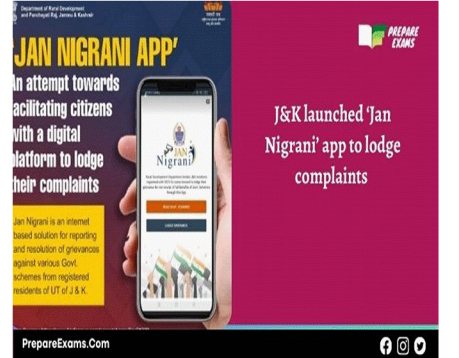 Department of Rural Development
and Panchayati Raj, Jammu & Kashmir
'JAN NIGRANI APP'
An attempt towards
facilitating citizens
with a digital
platform to lodge
their complaints
Jan Nigrani is an internet
based solution for reporting
and resolution of grievances
against various Govt.
schemes from registered
residents of UT of J & K.
JAN
Nigrani
PREPARE
EXAMS
J&K launched 'Jan
Nigrani' app to lodge
complaints
PrepareExams.Com